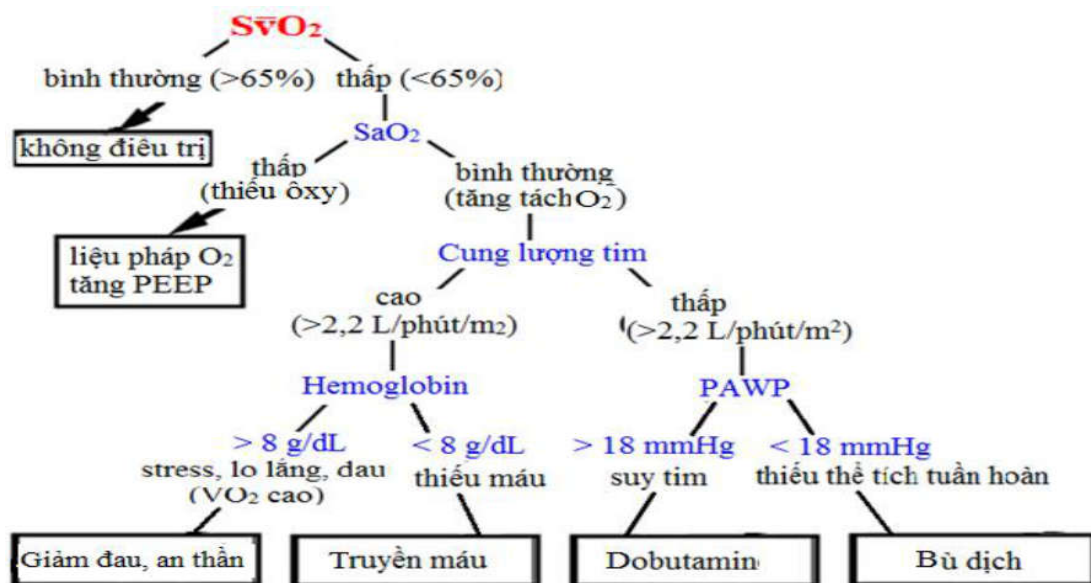 Sv̅O₂
bình thường (>65%) thấp (<65%)
không điêu trị
SaO₂
thấp
(thiếu ôxy)
bình thường
(tăng tách O₂)
liệu pháp O₂
tăng PEEP
Cung lượng tim
cao
(>2,2 L/phút/m₂)
thấp
(>2,2 L/phút/m²)
Hemoglobin
PAWP
> 8 g/dL
stress, lo lắng, đau
(VO₂ cao)
< 8 g/dL
thiếu máu
> 18 mmHg
suy tim
< 18 mmHg
thiếu thể tích tuần hoàn
Giảm đau, an thần
Truyền máu
Dobutamin
Bù dịch